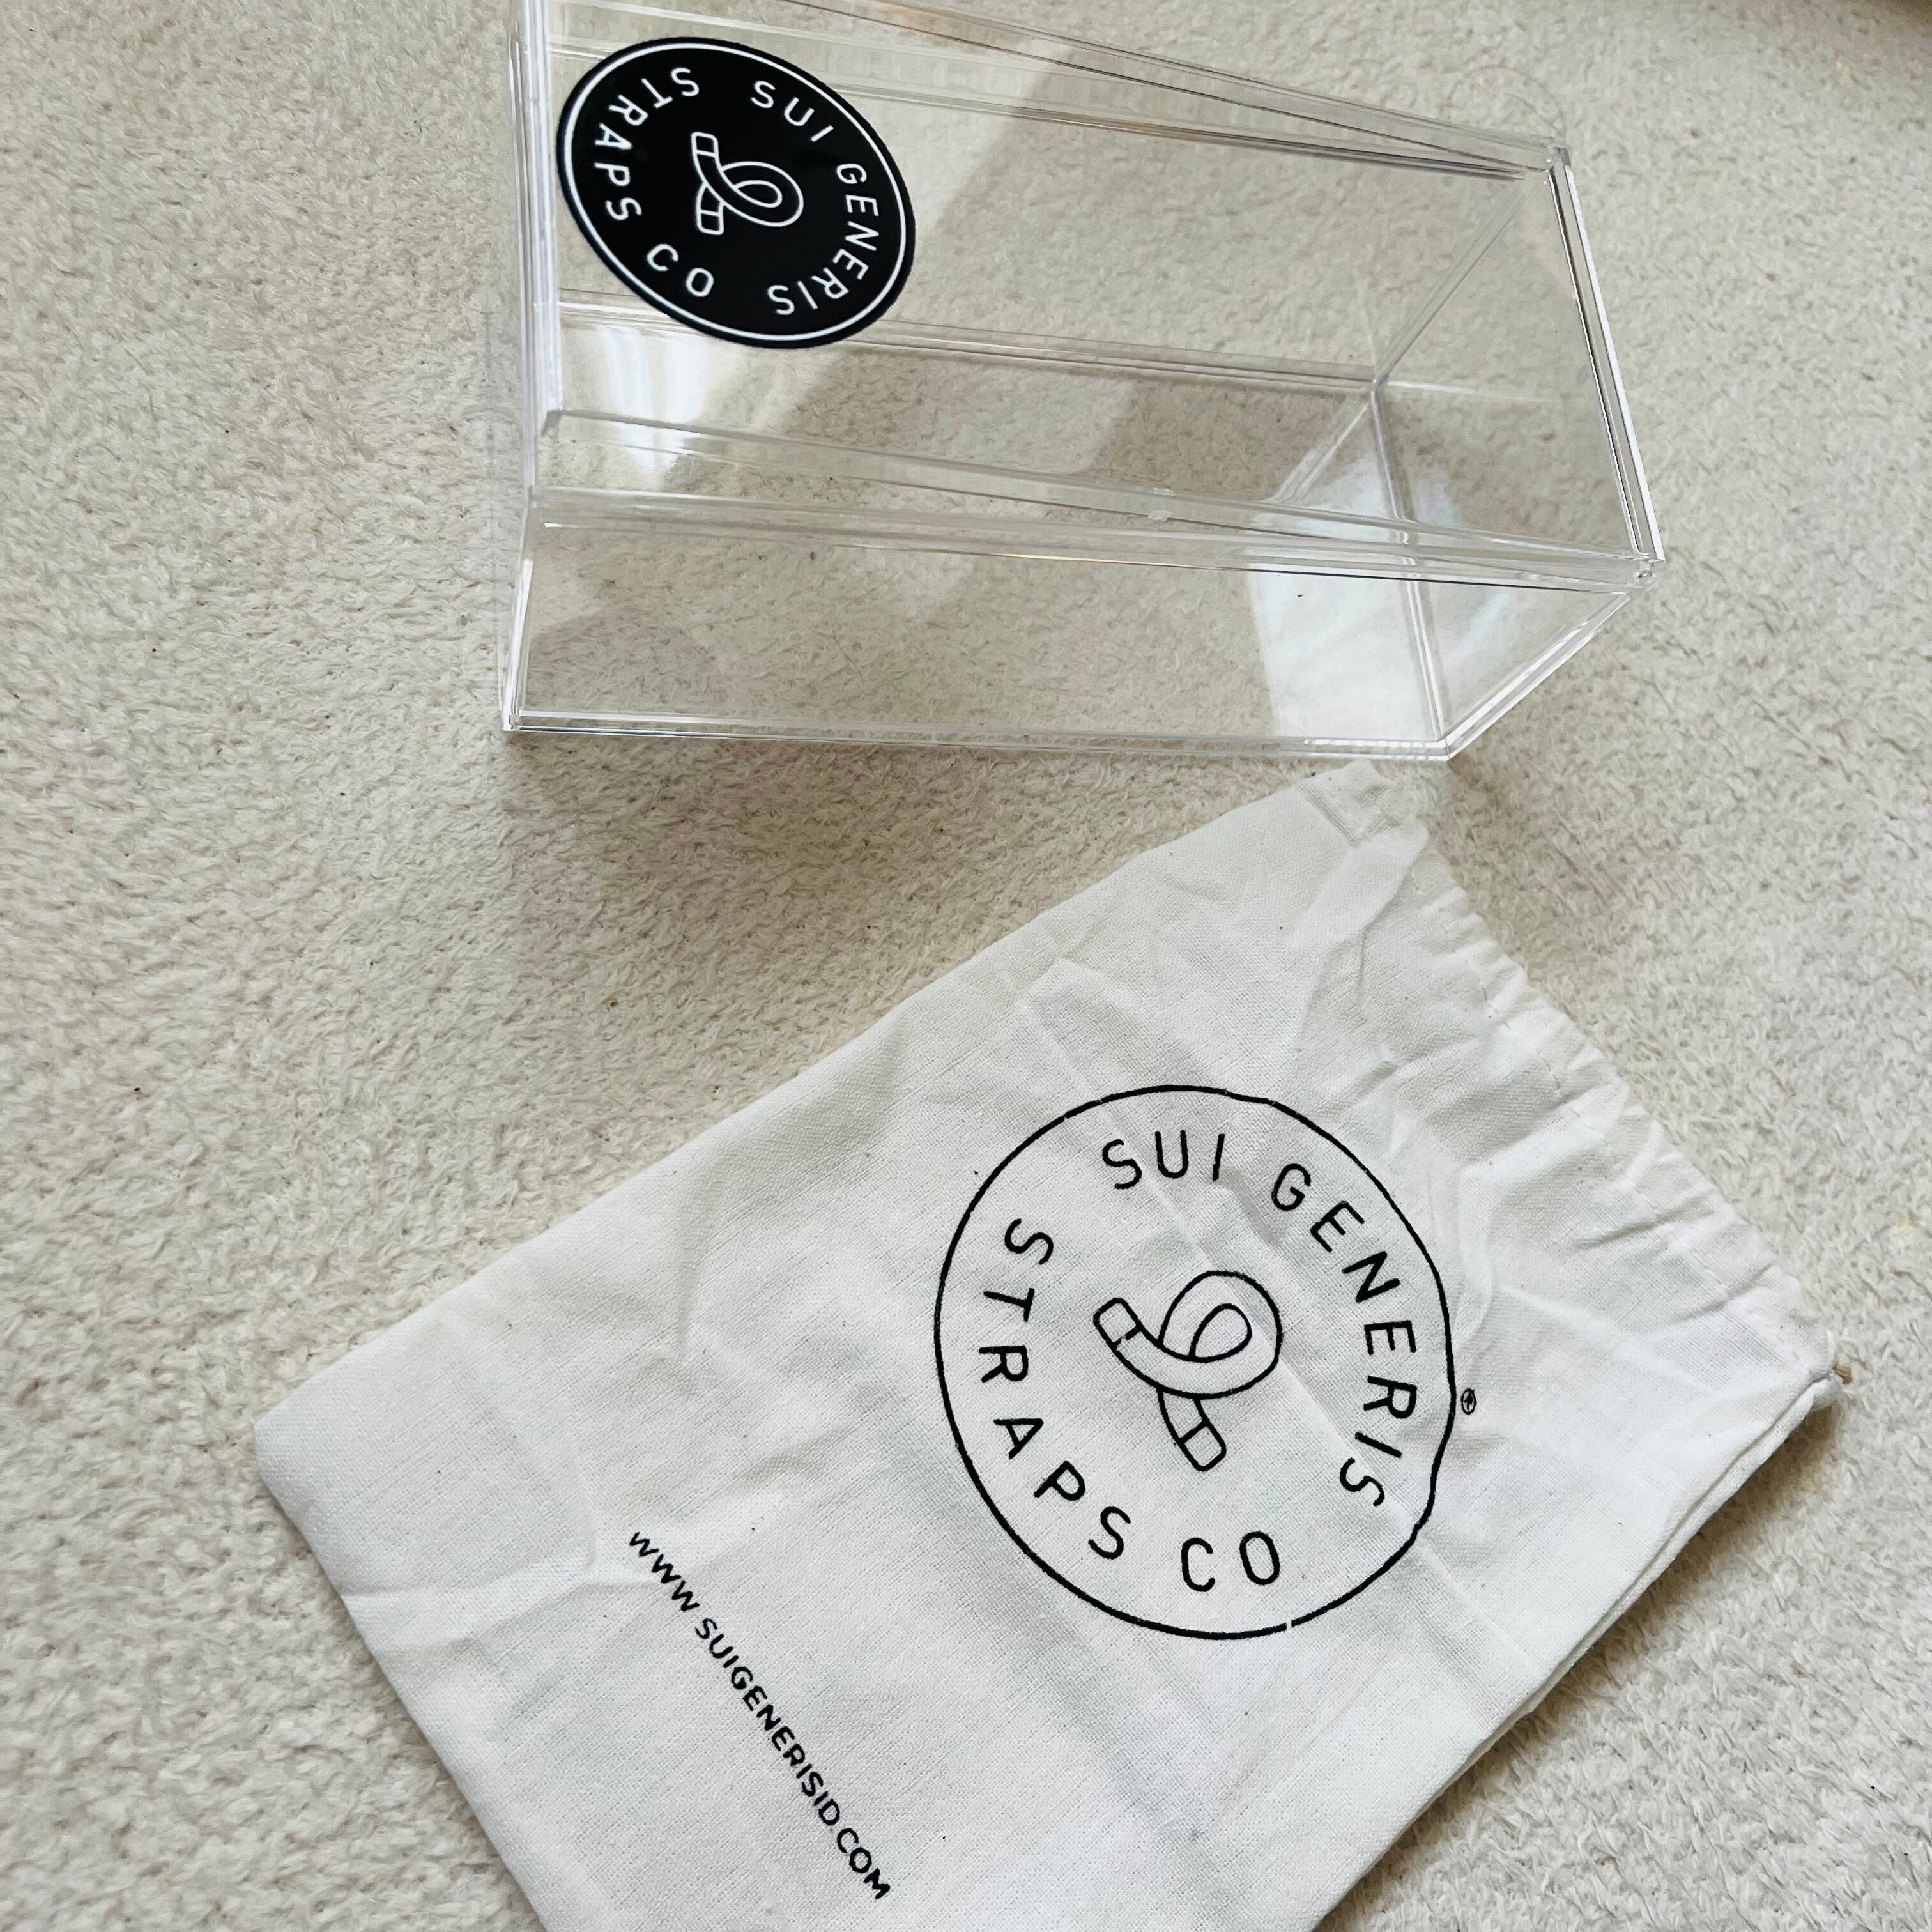 SUI GENERIS
STRAPS CO
SUI GENERIS
STRAPS CO
®
WWW.SUIGENERISID.COM